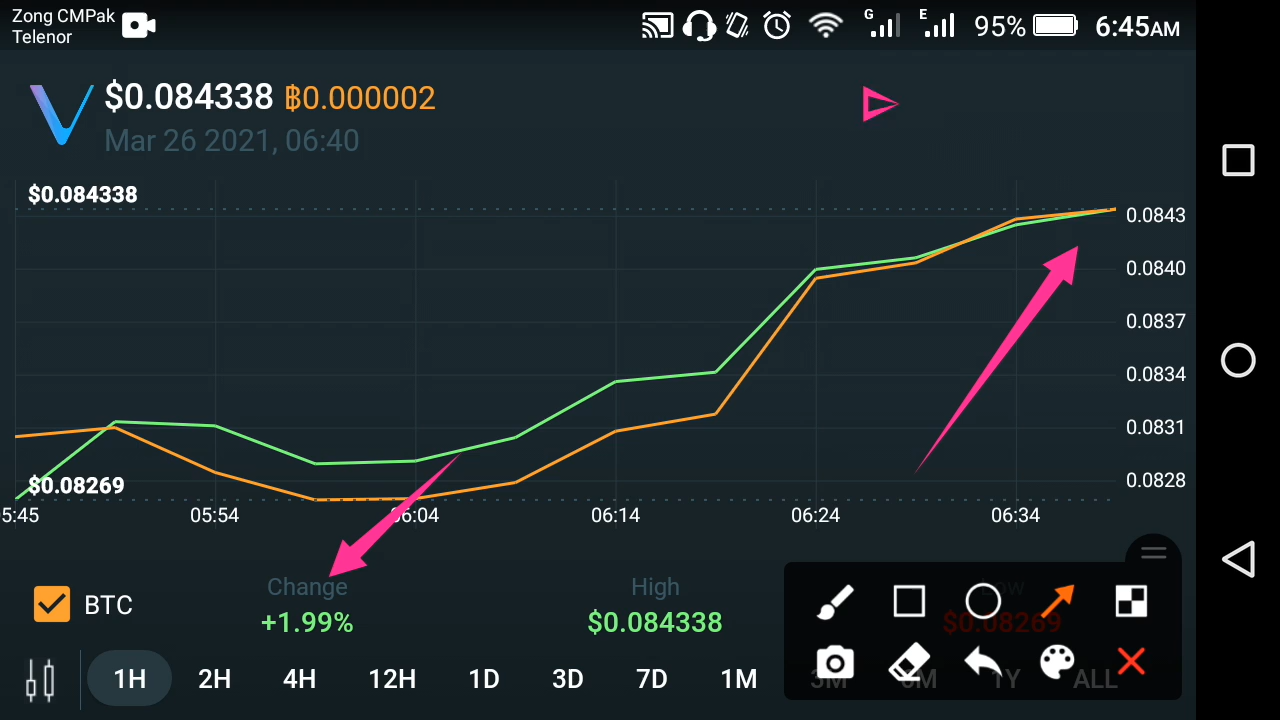 Zong CMPak
Telenor
G
E
95%
6:45AM
$0.084338 ฿0.000002
Mar 26 2021, 06:40
$0.084338
0.0843
0.0840
0.0837
0.0834
0.0831
$0.08269
0.0828
5:45 05:54 06:04 06:14 06:24 06:34
BTC
Change
+1.99%
High
$0.084338
Low
$0.08269
1H 2H 4H 12H 1D 3D 7D 1M 3M 6M 1Y ALL